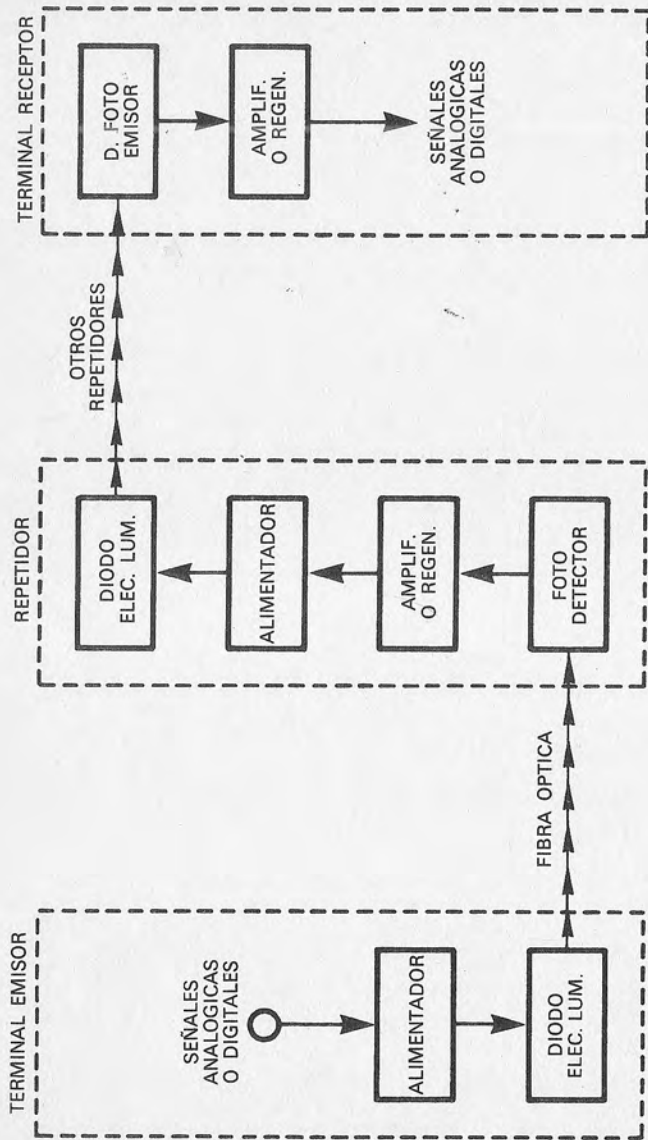 TERMINAL EMISOR
SEÑALES
ANALOGICAS
O DIGITALES
ALIMENTADOR
DIODO
ELEC. LUM.
FIBRA OPTICA
REPETIDOR
DIODO
ELEC. LUM.
ALIMENTADOR
AMPLIF.
O REGEN.
FOTO
DETECTOR
OTROS
REPETIDORES
TERMINAL RECEPTOR
D. FOTO
EMISOR
AMPLIF.
O REGEN.
SEÑALES
ANALOGICAS
O DIGITALES